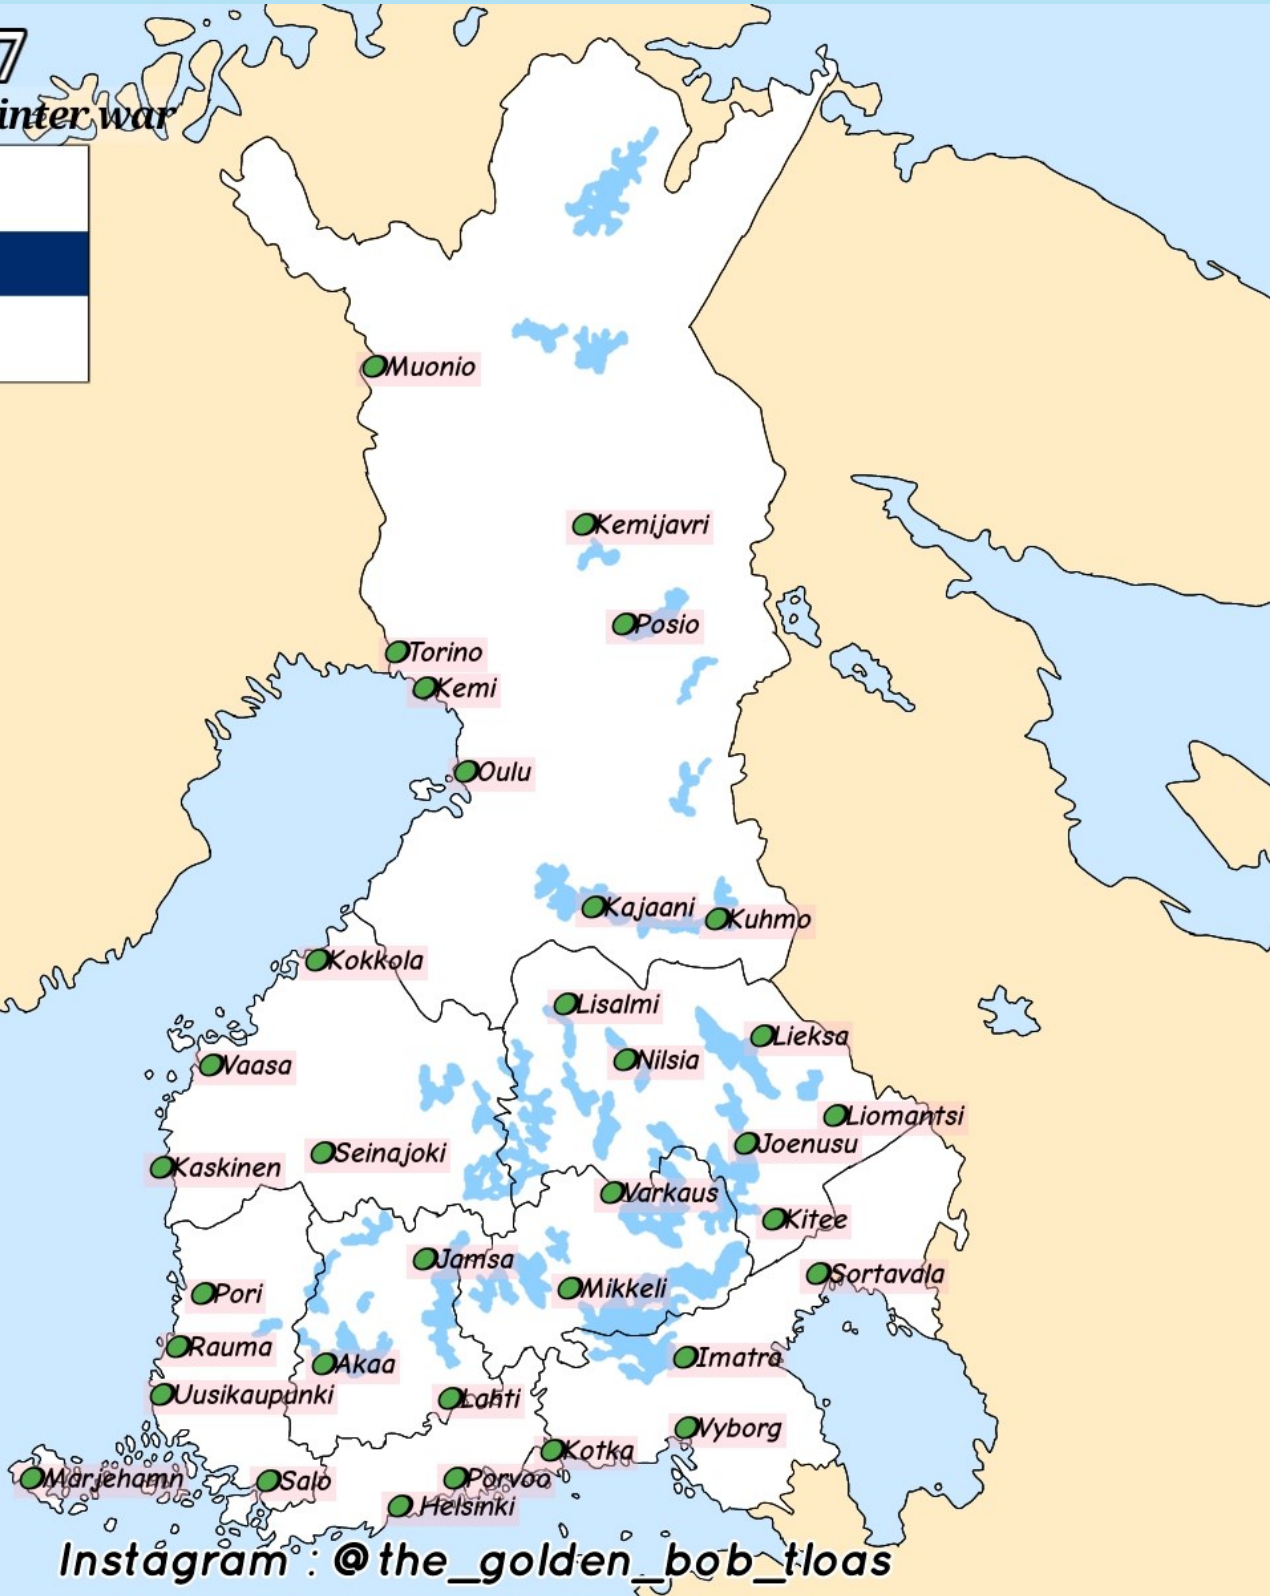 7
inter war
Muonio
Kemijavri
Posio
Torino
Kemi
Oulu
Kajaani
Kuhmo
Kokkola
Lisalmi
Lieksa
Nilsia
Vaasa
Liomantsi
Joenusu
Seinajoki
Kaskinen
Varkaus
Kitee
Jamsa
Sortavala
Mikkeli
Pori
Rauma
Imatra
Akaa
Uusikaupunki
Lahti
Vyborg
Kotka
Marjehamn
Salo
Porvoo
Helsinki
Instagram : @the_golden_bob_tloas